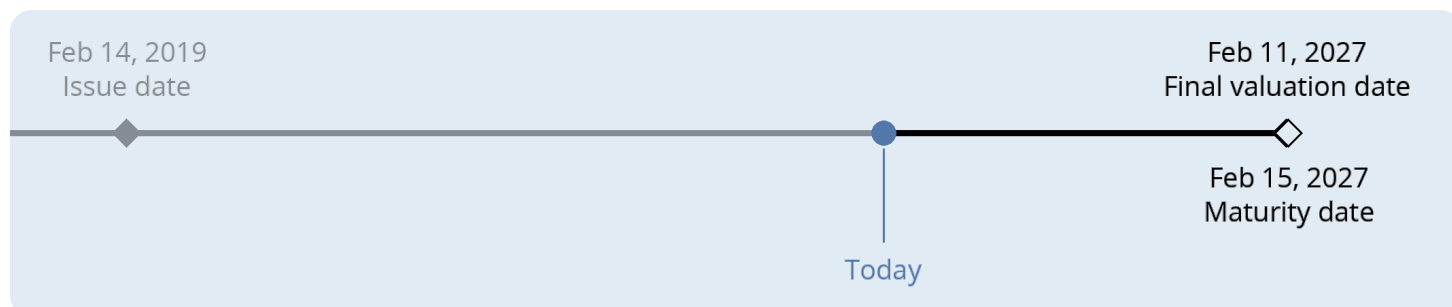 Feb 14, 2019
Issue date
Feb 11, 2027
Final valuation date
Feb 15, 2027
Maturity date
Today